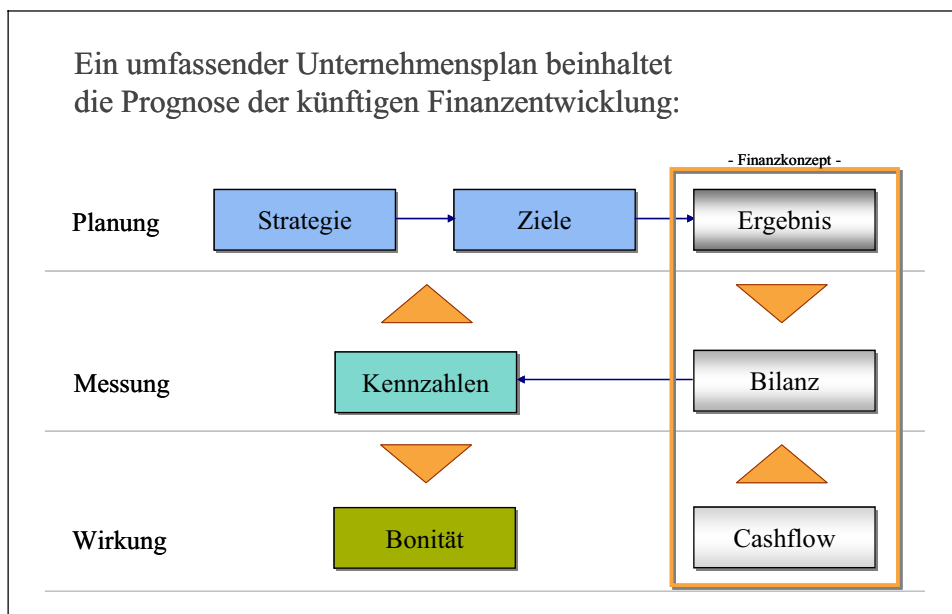 Ein umfassender Unternehmensplan beinhaltet
die Prognose der künftigen Finanzentwicklung:
- Finanzkonzept -
Planung
Strategie
Ziele
Ergebnis
Messung
Kennzahlen
Bilanz
Wirkung
Bonität
Cashflow